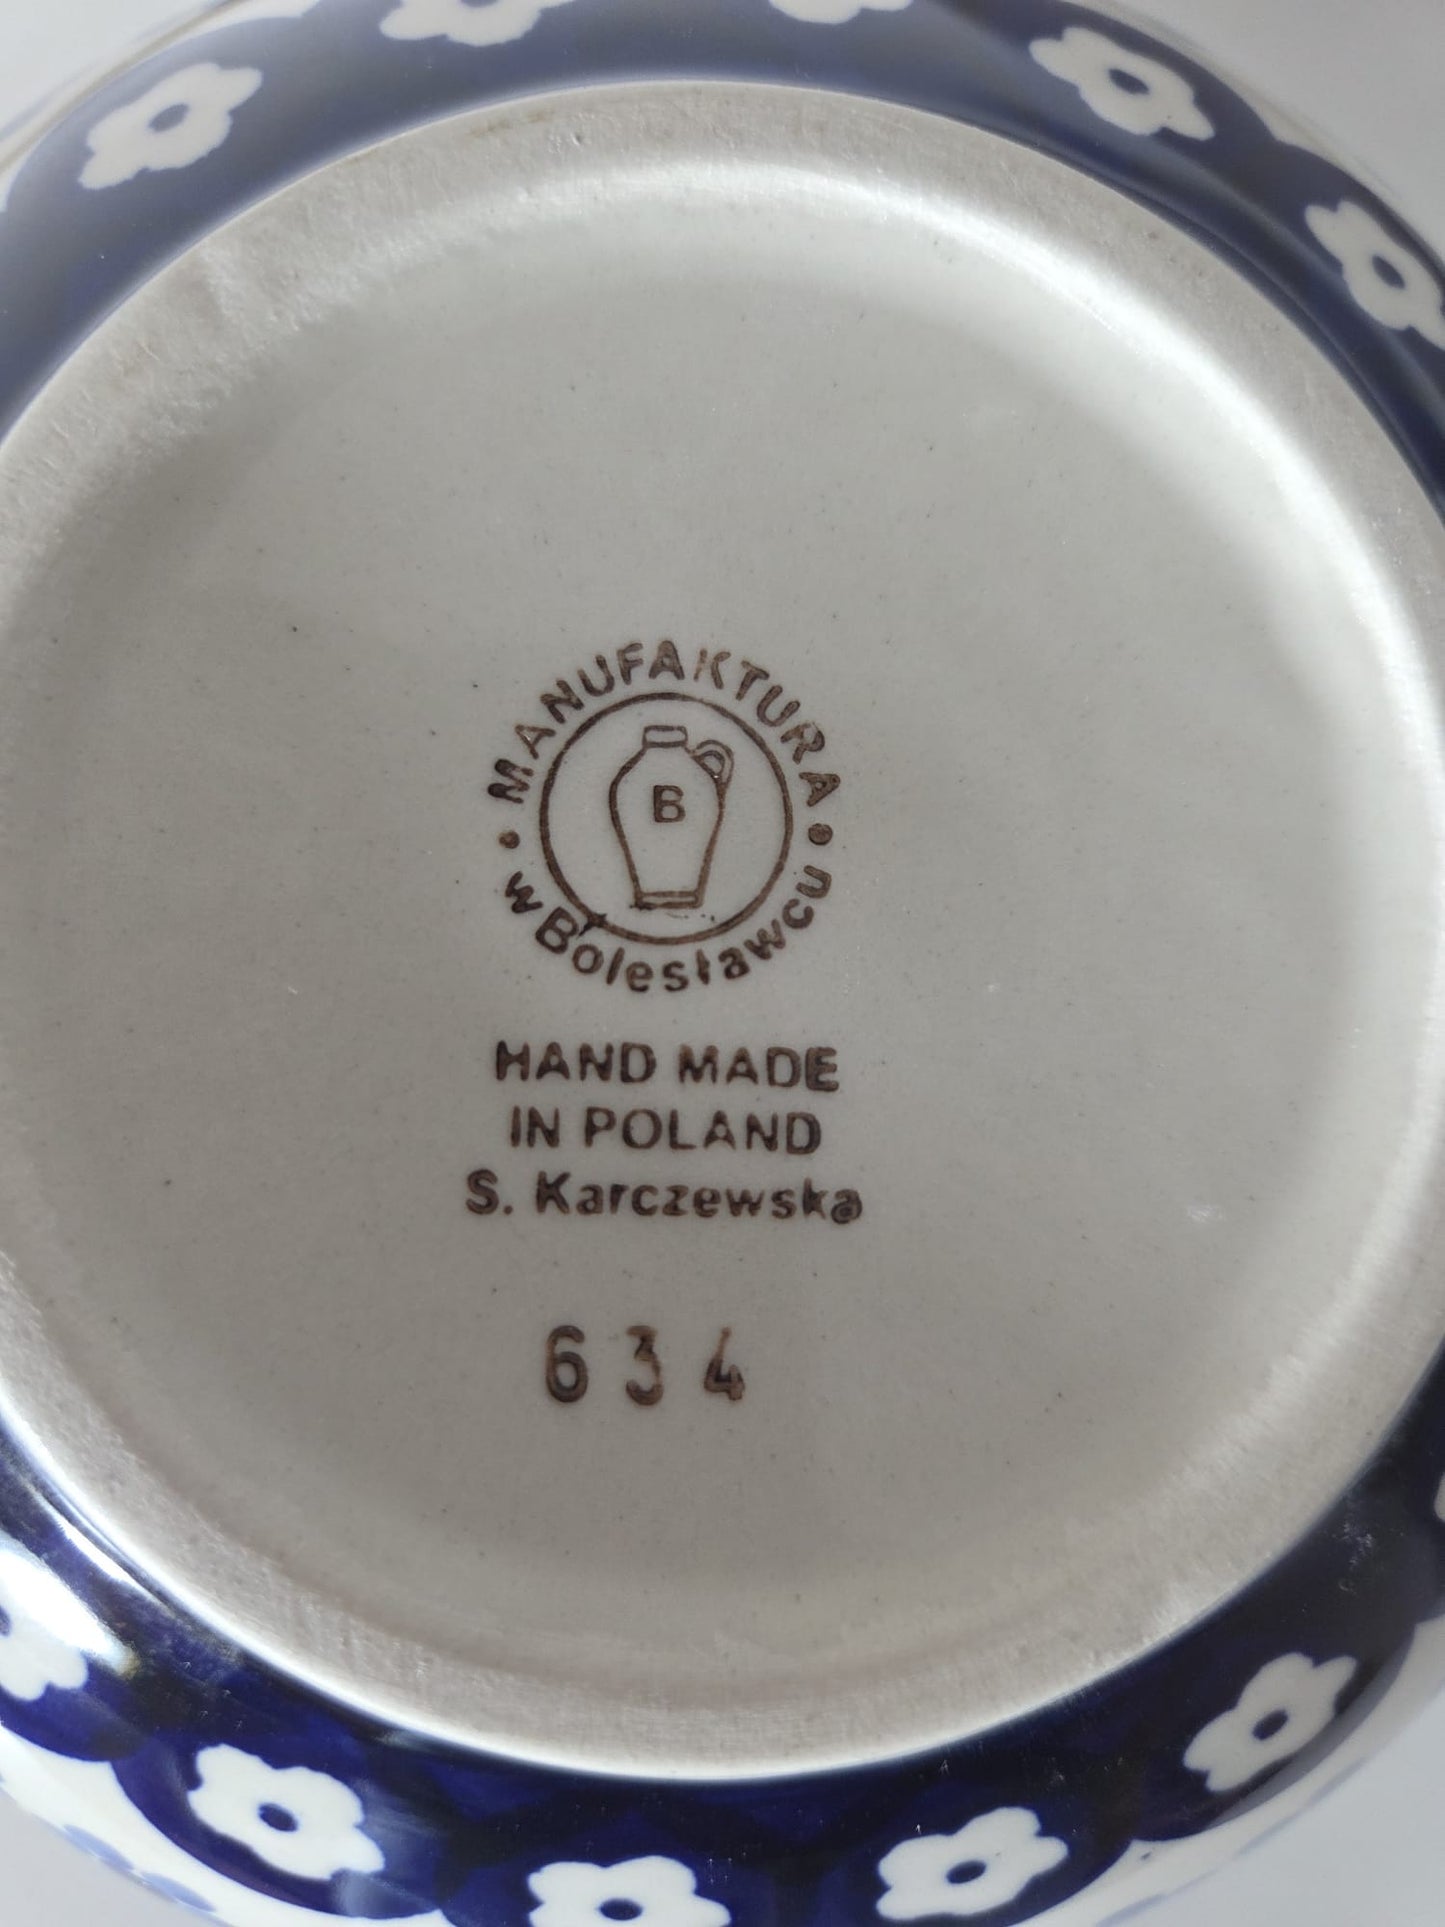 MANUFAKTURA
B
w Bolesławcu
HAND MADE
IN POLAND
S. Karczewska
634